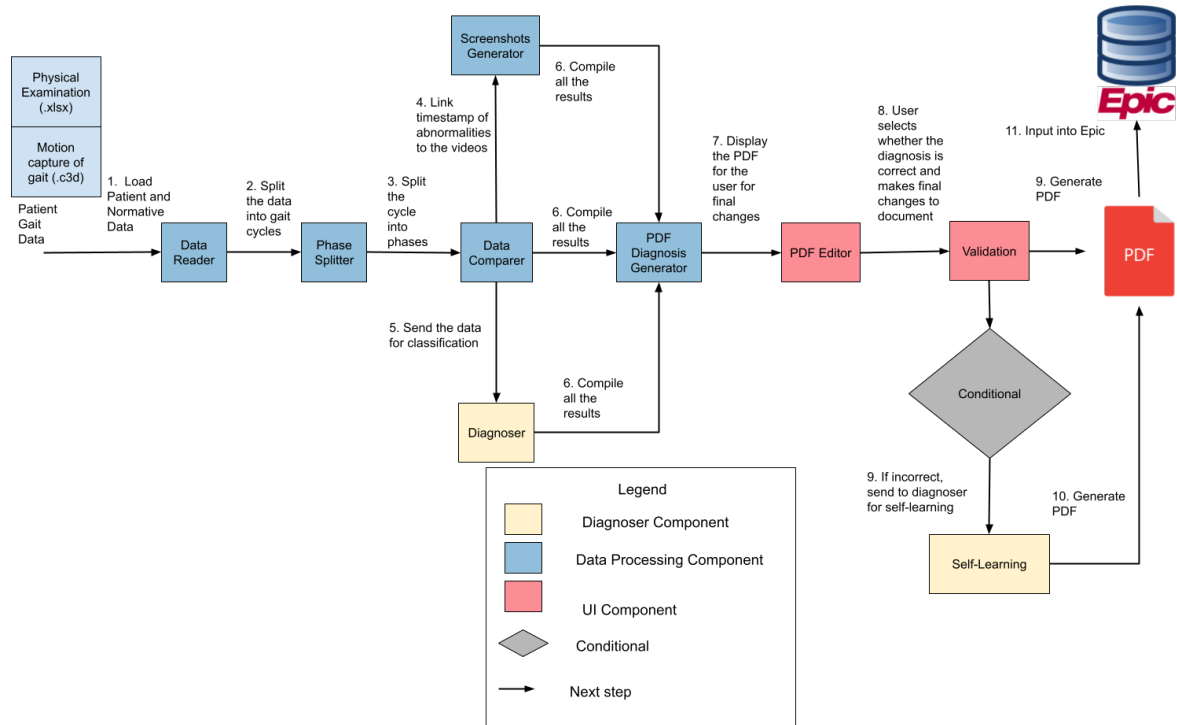 Physical
Examination
(.xlsx)
Motion
capture of
gait (.c3d)
Patient
Gait
Data
1. Load
Patient and
Normative
Data
Data
Reader
2. Split
the data
into gait
cycles
Phase
Splitter
3. Split
the
cycle
into
phases
Data
Comparer
4. Link
timestamp of
abnormalities
to the videos
Screenshots
Generator
6. Compile
all the
results
6. Compile
all the
results
5. Send the data
for classification
Diagnoser
6. Compile
all the
results
PDF
Diagnosis
Generator
7. Display
the PDF
for the
user for
final
changes
PDF Editor
8. User
selects
whether the
diagnosis is
correct and
makes final
changes to
document
Validation
9. Generate
PDF
PDF
11. Input into Epic
Epic
Conditional
9. If incorrect,
send to diagnoser
for self-learning
Self-Learning
10. Generate
PDF
Legend
Diagnoser Component
Data Processing Component
UI Component
Conditional
Next step